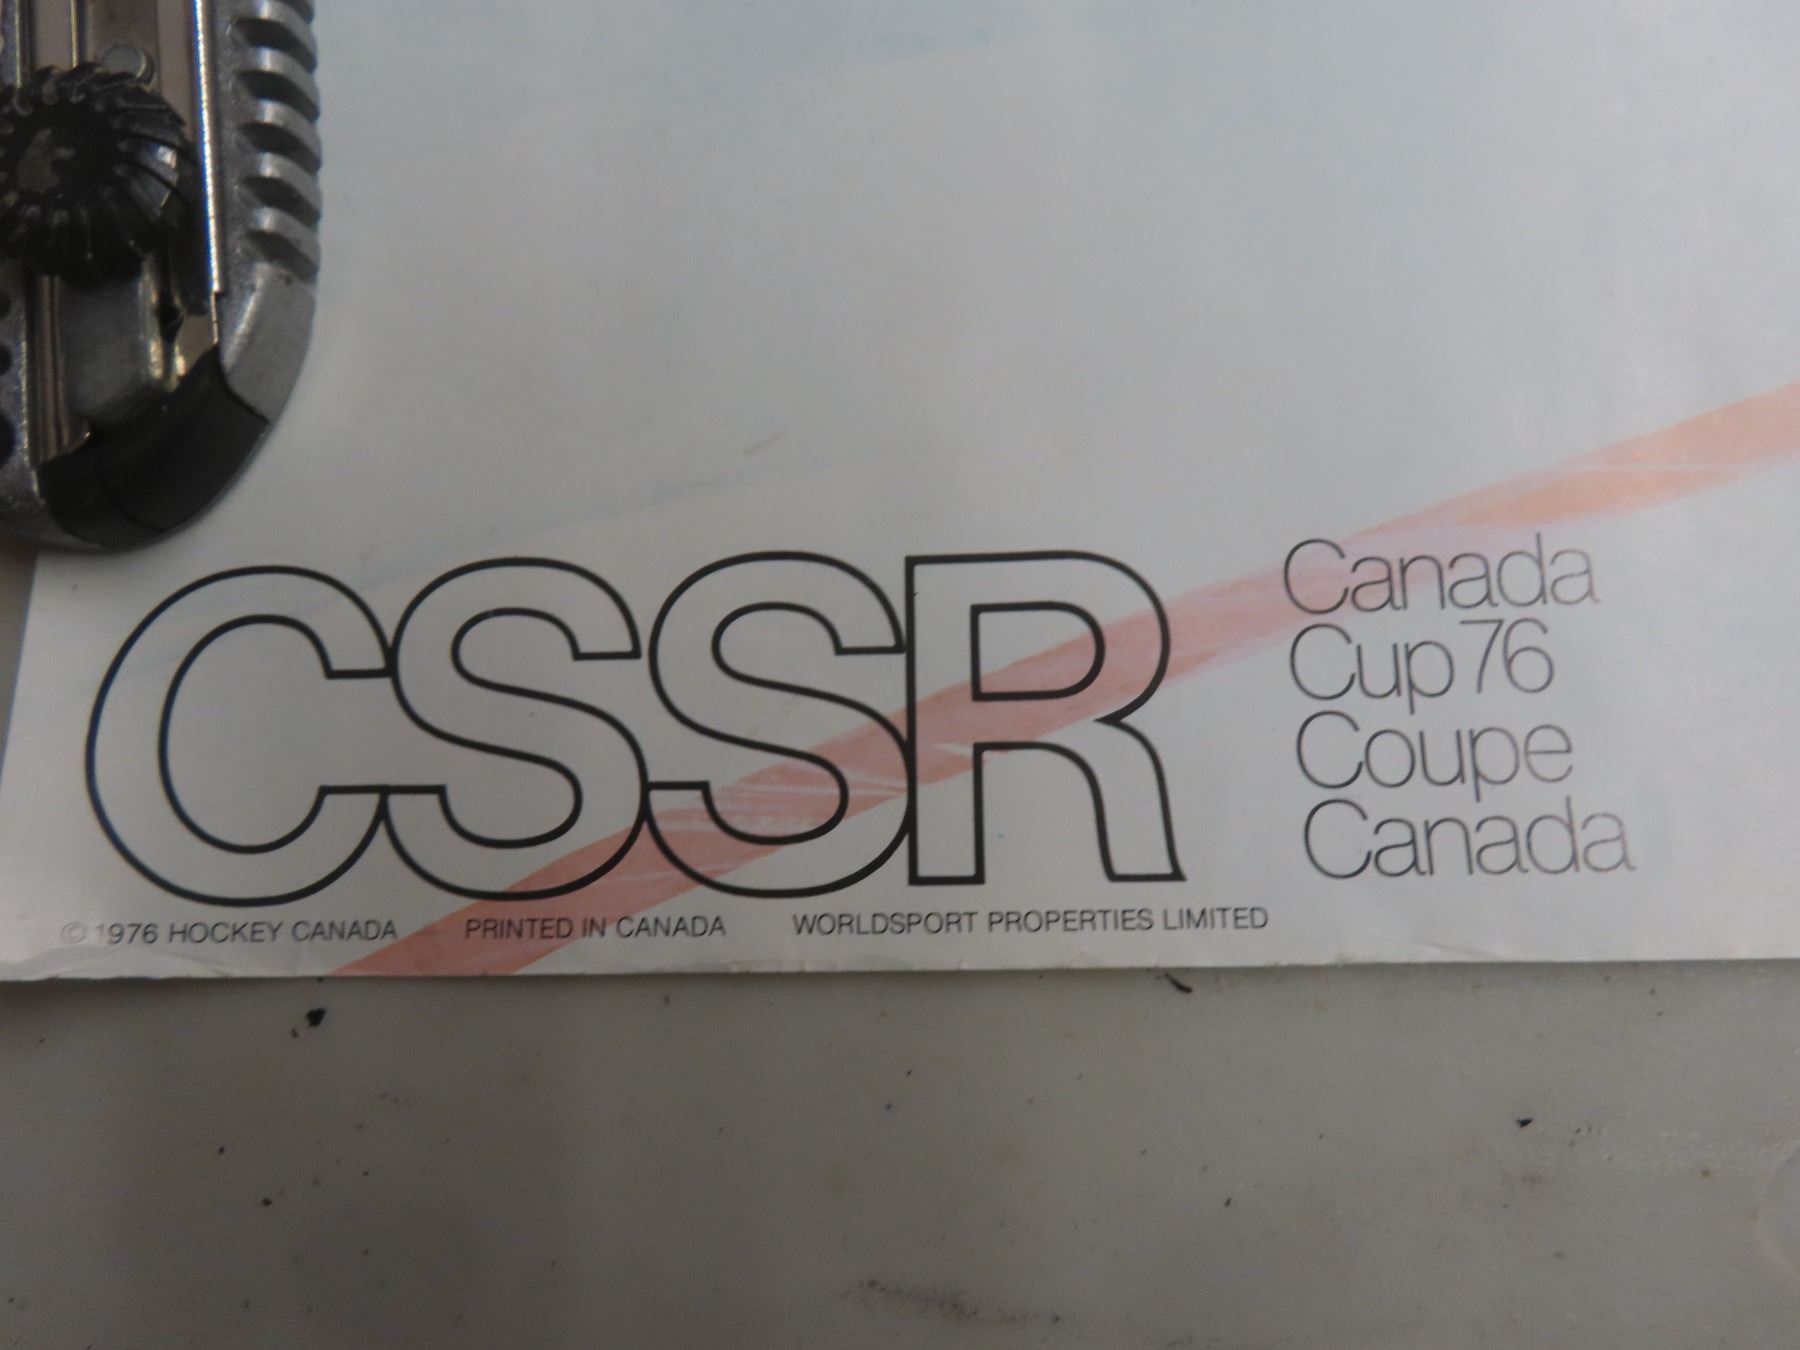 CSSR
Canada
Cup 76
Coupe
Canada
© 1976 HOCKEY CANADA PRINTED IN CANADA WORLDSPORT PROPERTIES LIMITED